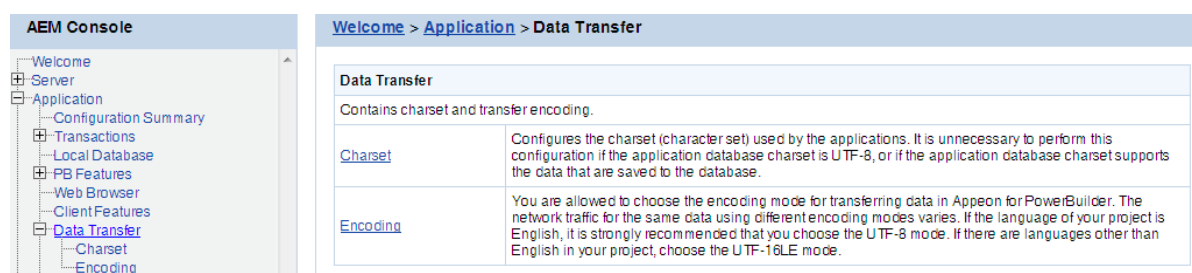 AEM Console
Welcome > Application > Data Transfer
Welcome
Server
Application
Configuration Summary
Transactions
Local Database
PB Features
Web Browser
Client Features
Data Transfer
Charset
Encoding
Data Transfer
Contains charset and transfer encoding.
Charset
Configures the charset (character set) used by the applications. It is unnecessary to perform this
configuration if the application database charset is UTF-8, or if the application database charset supports
the data that are saved to the database.
Encoding
You are allowed to choose the encoding mode for transferring data in Appeon for PowerBuilder. The
network traffic for the same data using different encoding modes varies. If the language of your project is
English, it is strongly recommended that you choose the UTF-8 mode. If there are languages other than
English in your project, choose the UTF-16LE mode.